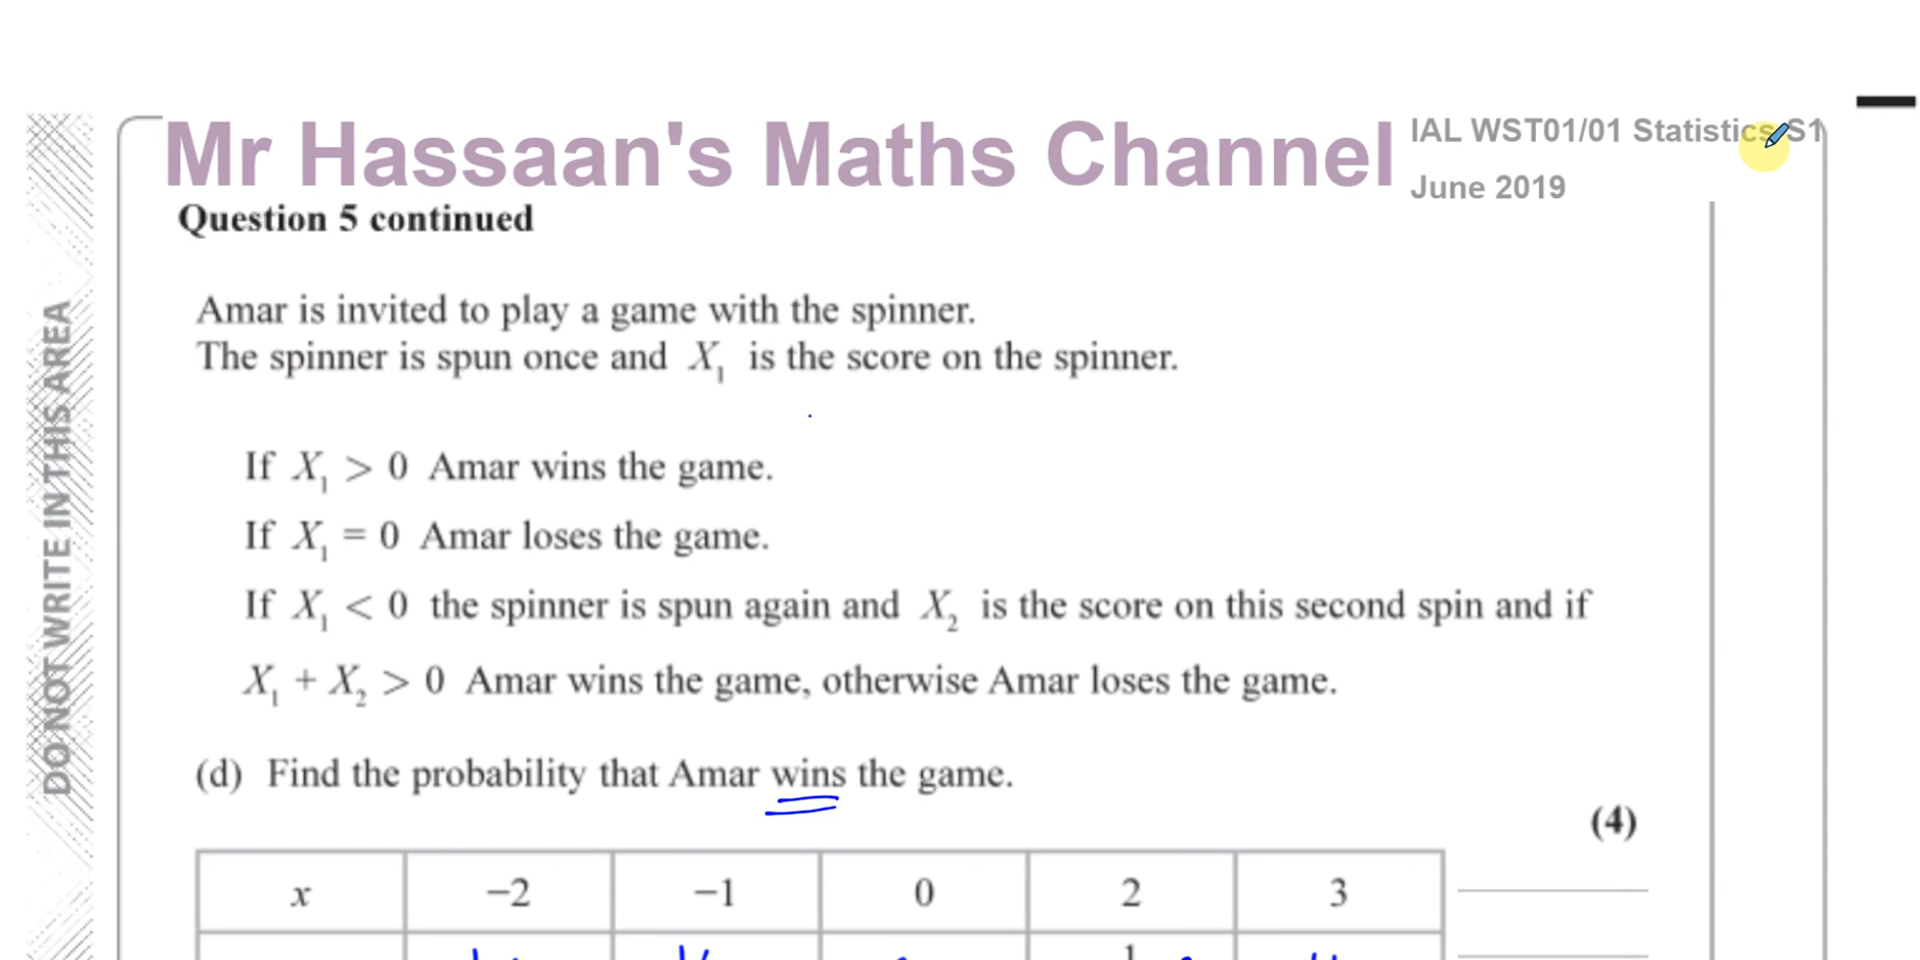 Mr Hassaan's Maths Channel
IAL WST01/01 Statistics S1
June 2019
Question 5 continued
DO NOT WRITE IN THIS AREA
Amar is invited to play a game with the spinner.
The spinner is spun once and X₁ is the score on the spinner.
If X₁ > 0 Amar wins the game.
If X₁ = 0 Amar loses the game.
If X₁ < 0 the spinner is spun again and X₂ is the score on this second spin and if
X₁ + X₂ > 0 Amar wins the game, otherwise Amar loses the game.
(d) Find the probability that Amar wins the game.
(4)
x −2 −1 0 2 3